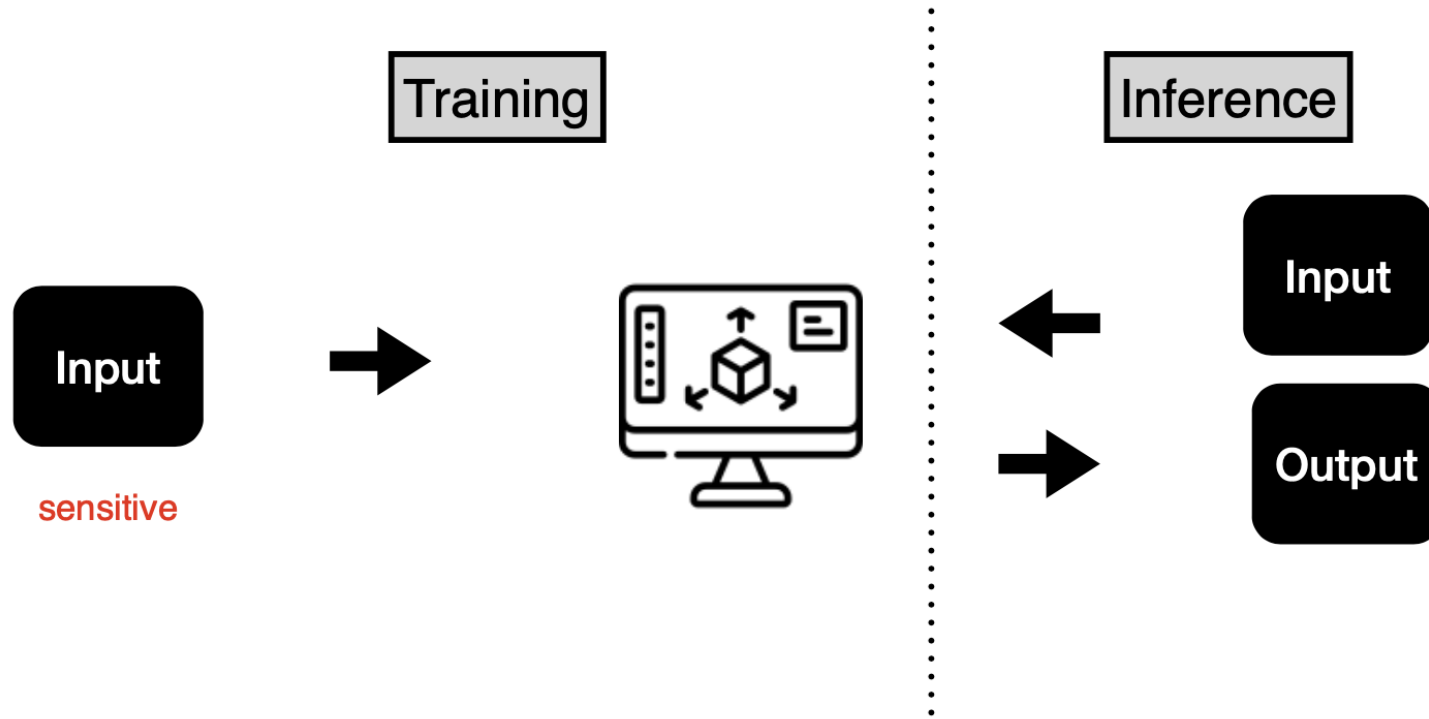 Training
Inference
Input
sensitive
Input
Output